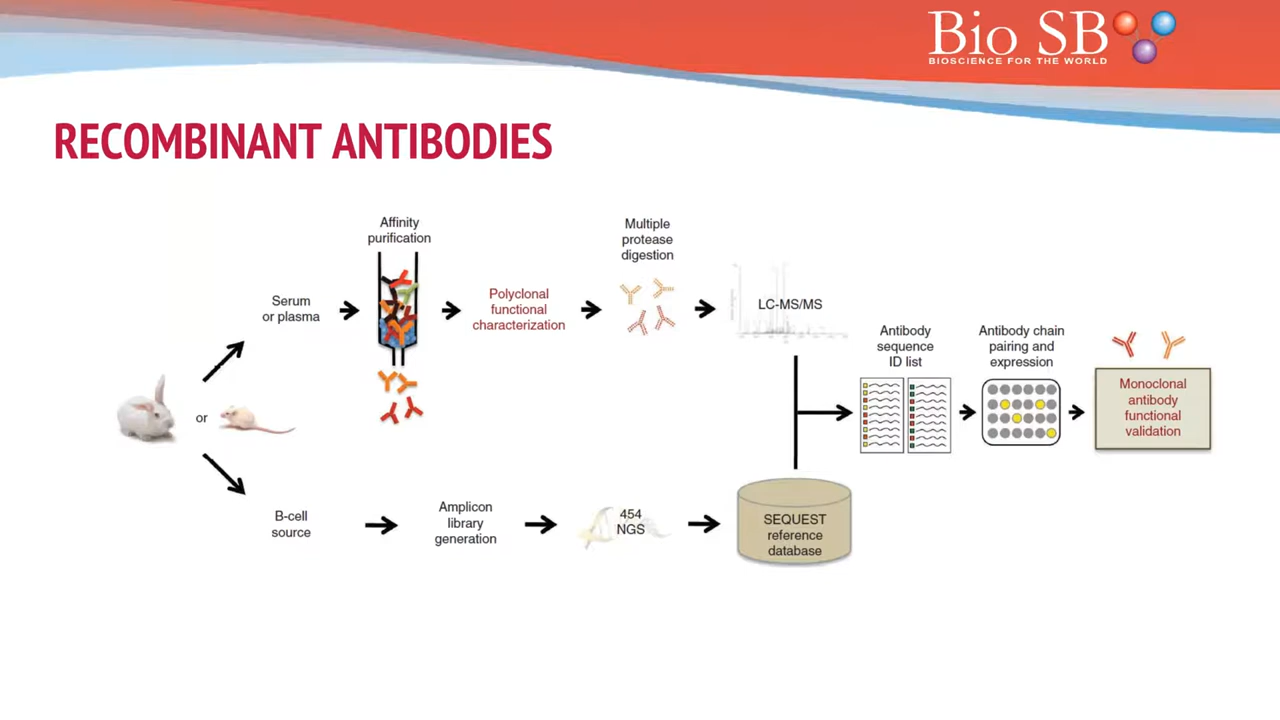 Bio SB
BIOSCIENCE FOR THE WORLD
RECOMBINANT ANTIBODIES
Affinity
purification
Multiple
protease
digestion
Serum
or plasma
Polyclonal
functional
characterization
LC-MS/MS
Antibody
sequence
ID list
Antibody chain
pairing and
expression
Monoclonal
antibody
functional
validation
or
B-cell
source
Amplicon
library
generation
454
NGS
SEQUEST
reference
database